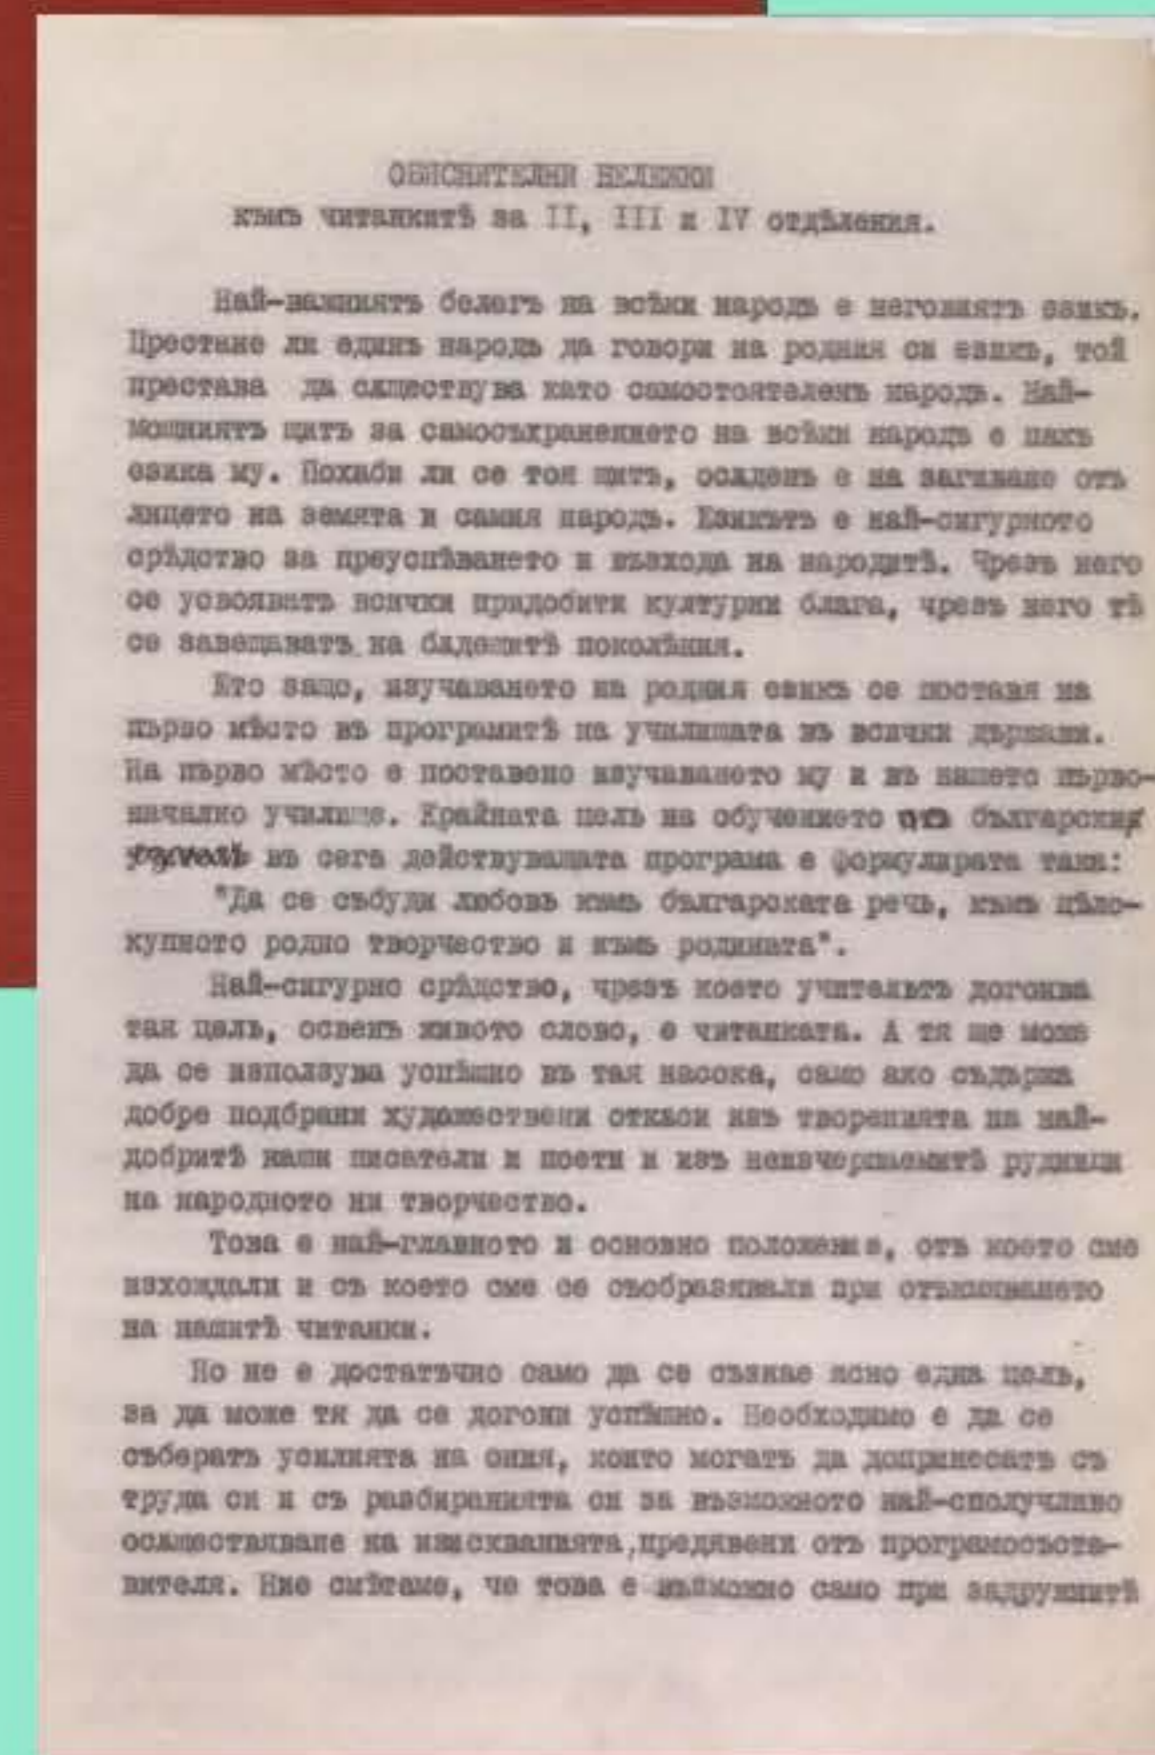 ОБЯСНИТЕЛНИ БЕЛЕЖКИ
къмъ читанкитѣ за II, III и IV отдѣления.
Най-важниятъ белегъ на всѣки народъ е неговиятъ езикъ.
Престане ли единъ народъ да говори на родния си езикъ, той
престава да сѫществува като самостоятеленъ народъ. Най-
мощниятъ щитъ за самосъхранението на всѣки народъ е пакъ
езика му. Похаби ли се тоя щитъ, осѫденъ е на загиване отъ
лицето на земята и самия народъ. Езикътъ е най-сигурното
срѣдство за преуспѣването и възхода на народитѣ. Чрезъ него
се усвояватъ всички придобити културни блага, чрезъ него тѣ
се завещаватъ на бѫдещитѣ поколѣния.
Ето защо, изучаването на родния езикъ се поставя на
първо мѣсто въ програмитѣ на училищата въ всички държави.
На първо мѣсто е поставено изучаването му и въ нашето първо-
начално училище. Крайната цель на обучението по български
въ сега действуващата програма е формулирата така:
"Да се събуди любовь къмъ българската речь, къмъ цѣло-
купното родно творчество и къмъ родината".
Най-сигурно срѣдство, чрезъ което учительтъ догонва
тая цель, освенъ живото слово, е читанката. А тя ще може
да се използува успѣшно въ тая насока, само ако съдържа
добре подбрани художествени откѫси изъ творенията на най-
добритѣ наши писатели и поети и изъ неизчерпаемитѣ рудници
на народното ни творчество.
Това е най-главното и основно положение, отъ което сме
изхождали и съ което сме се съобразявали при стъкмяването
на нашитѣ читанки.
Но не е достатъчно само да се съзнае ясно една цель,
за да може тя да се догони успѣшно. Необходимо е да се
събератъ усилията на ония, които могатъ да допринесатъ съ
труда си и съ разбиранията си за възможното най-сполучливо
осѫществяване на изискванията,предявени отъ програмосъста-
вителя. Ние смѣтаме, че това е възможно само при задружнитѣ